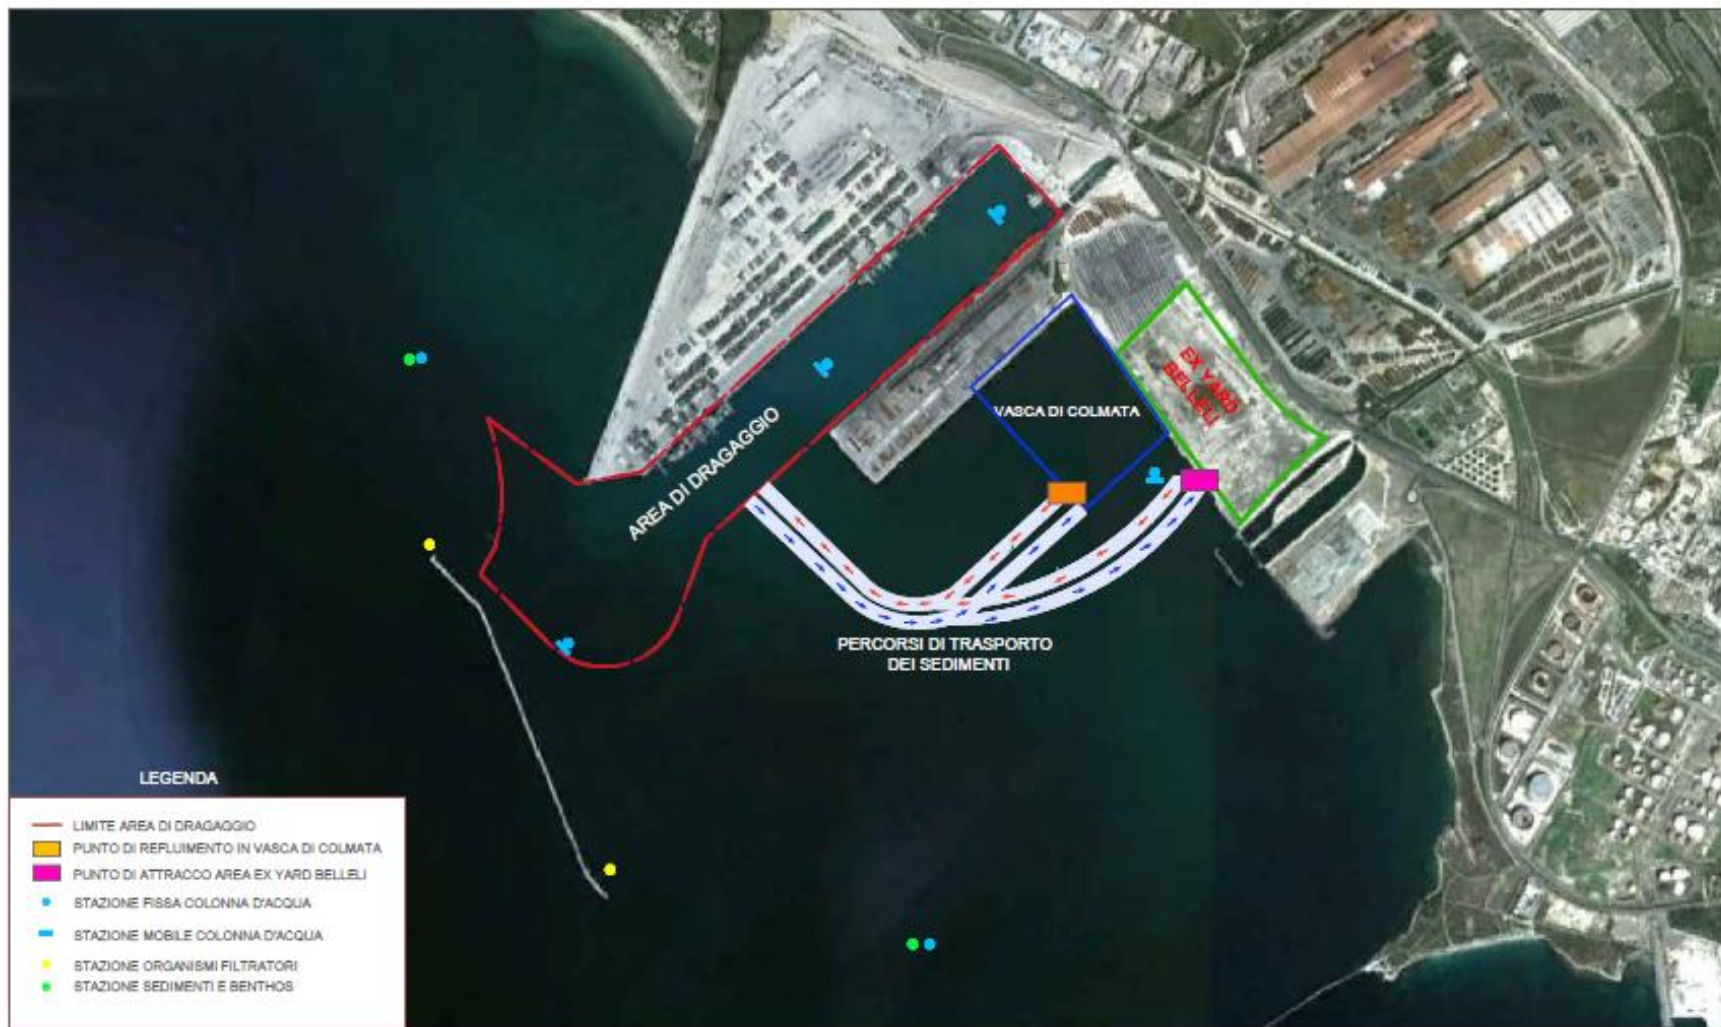 EX YARD
BELLELI
VASCA DI COLMATA
AREA DI DRAGAGGIO
PERCORSI DI TRASPORTO
DEI SEDIMENTI
LEGENDA
LIMITE AREA DI DRAGAGGIO
PUNTO DI REFLUIMENTO IN VASCA DI COLMATA
PUNTO DI ATTRACCO AREA EX YARD BELLELI
STAZIONE FISSA COLONNA D'ACQUA
STAZIONE MOBILE COLONNA D'ACQUA
STAZIONE ORGANISMI FILTRATORI
STAZIONE SEDIMENTI E BENTHOS